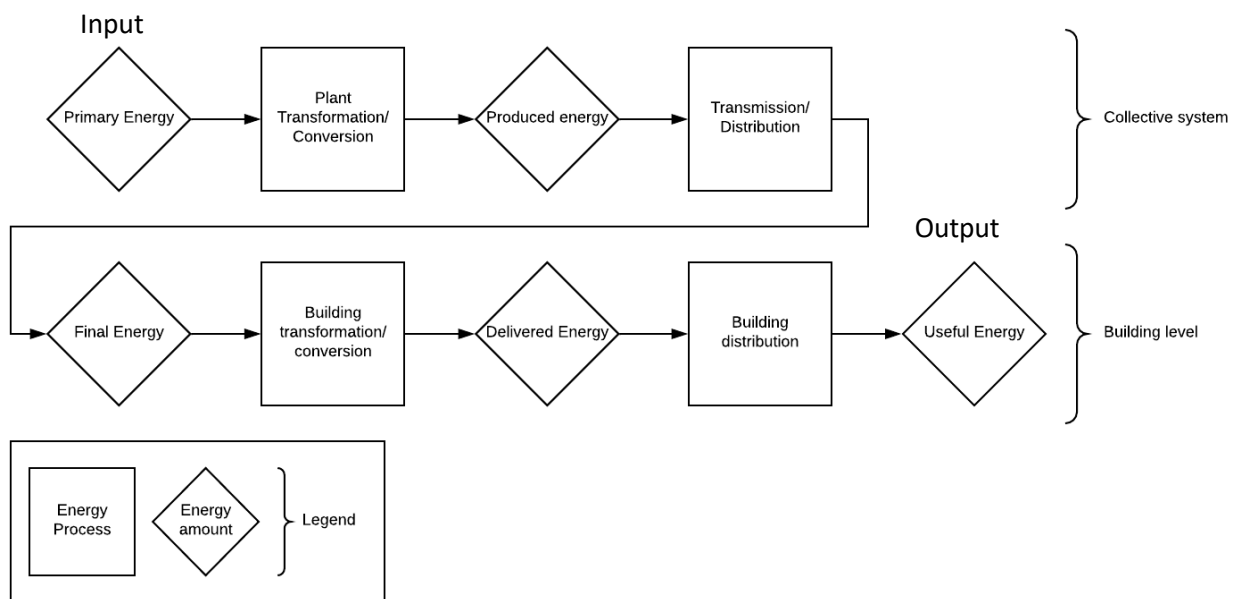 Input
Primary Energy
Plant
Transformation/
Conversion
Produced energy
Transmission/
Distribution
Collective system
Output
Final Energy
Building
transformation/
conversion
Delivered Energy
Building
distribution
Useful Energy
Building level
Energy
Process
Energy
amount
Legend